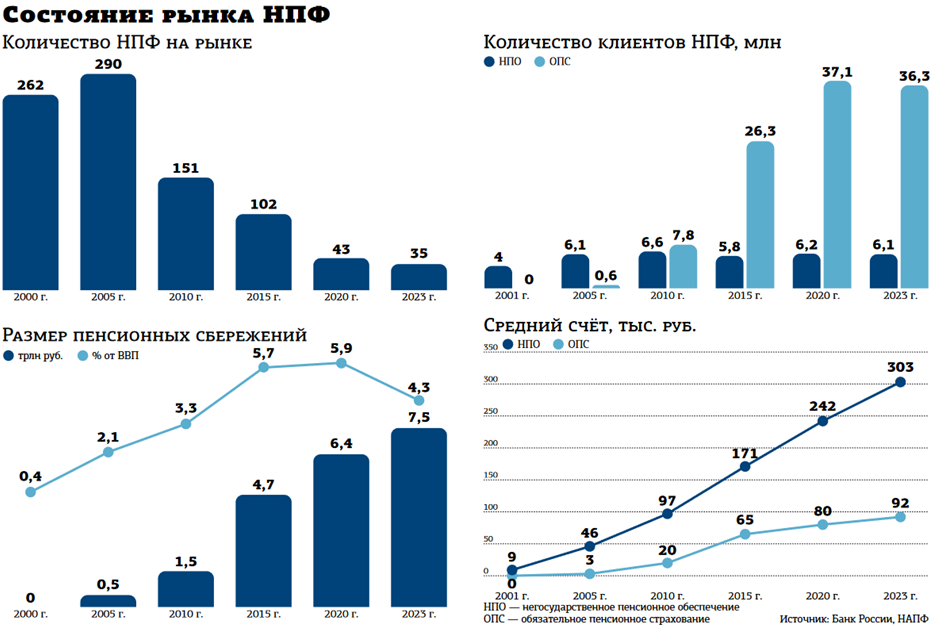 Состояние рынка НПФ
Количество НПФ на рынке
262
290
151
102
43
35
2000 г.
2005 г.
2010 г.
2015 г.
2020 г.
2023 г.
Количество клиентов НПФ, млн
НПО ОПС
4
0
6,1
0,6
6,6
7,8
5,8
26,3
6,2
37,1
6,1
36,3
2001 г.
2005 г.
2010 г.
2015 г.
2020 г.
2023 г.
Размер пенсионных сбережений
трлн руб. % от ВВП
0,4
2,1
3,3
5,7
5,9
4,3
0
0,5
1,5
4,7
6,4
7,5
2000 г.
2005 г.
2010 г.
2015 г.
2020 г.
2023 г.
Средний счёт, тыс. руб.
НПО ОПС
350
300
250
200
150
100
50
0
9
46
97
171
242
303
0
3
20
65
80
92
2001 г.
2005 г.
2010 г.
2015 г.
2020 г.
2023 г.
НПО — негосударственное пенсионное обеспечение
ОПС — обязательное пенсионное страхование
Источник: Банк России, НАПФ